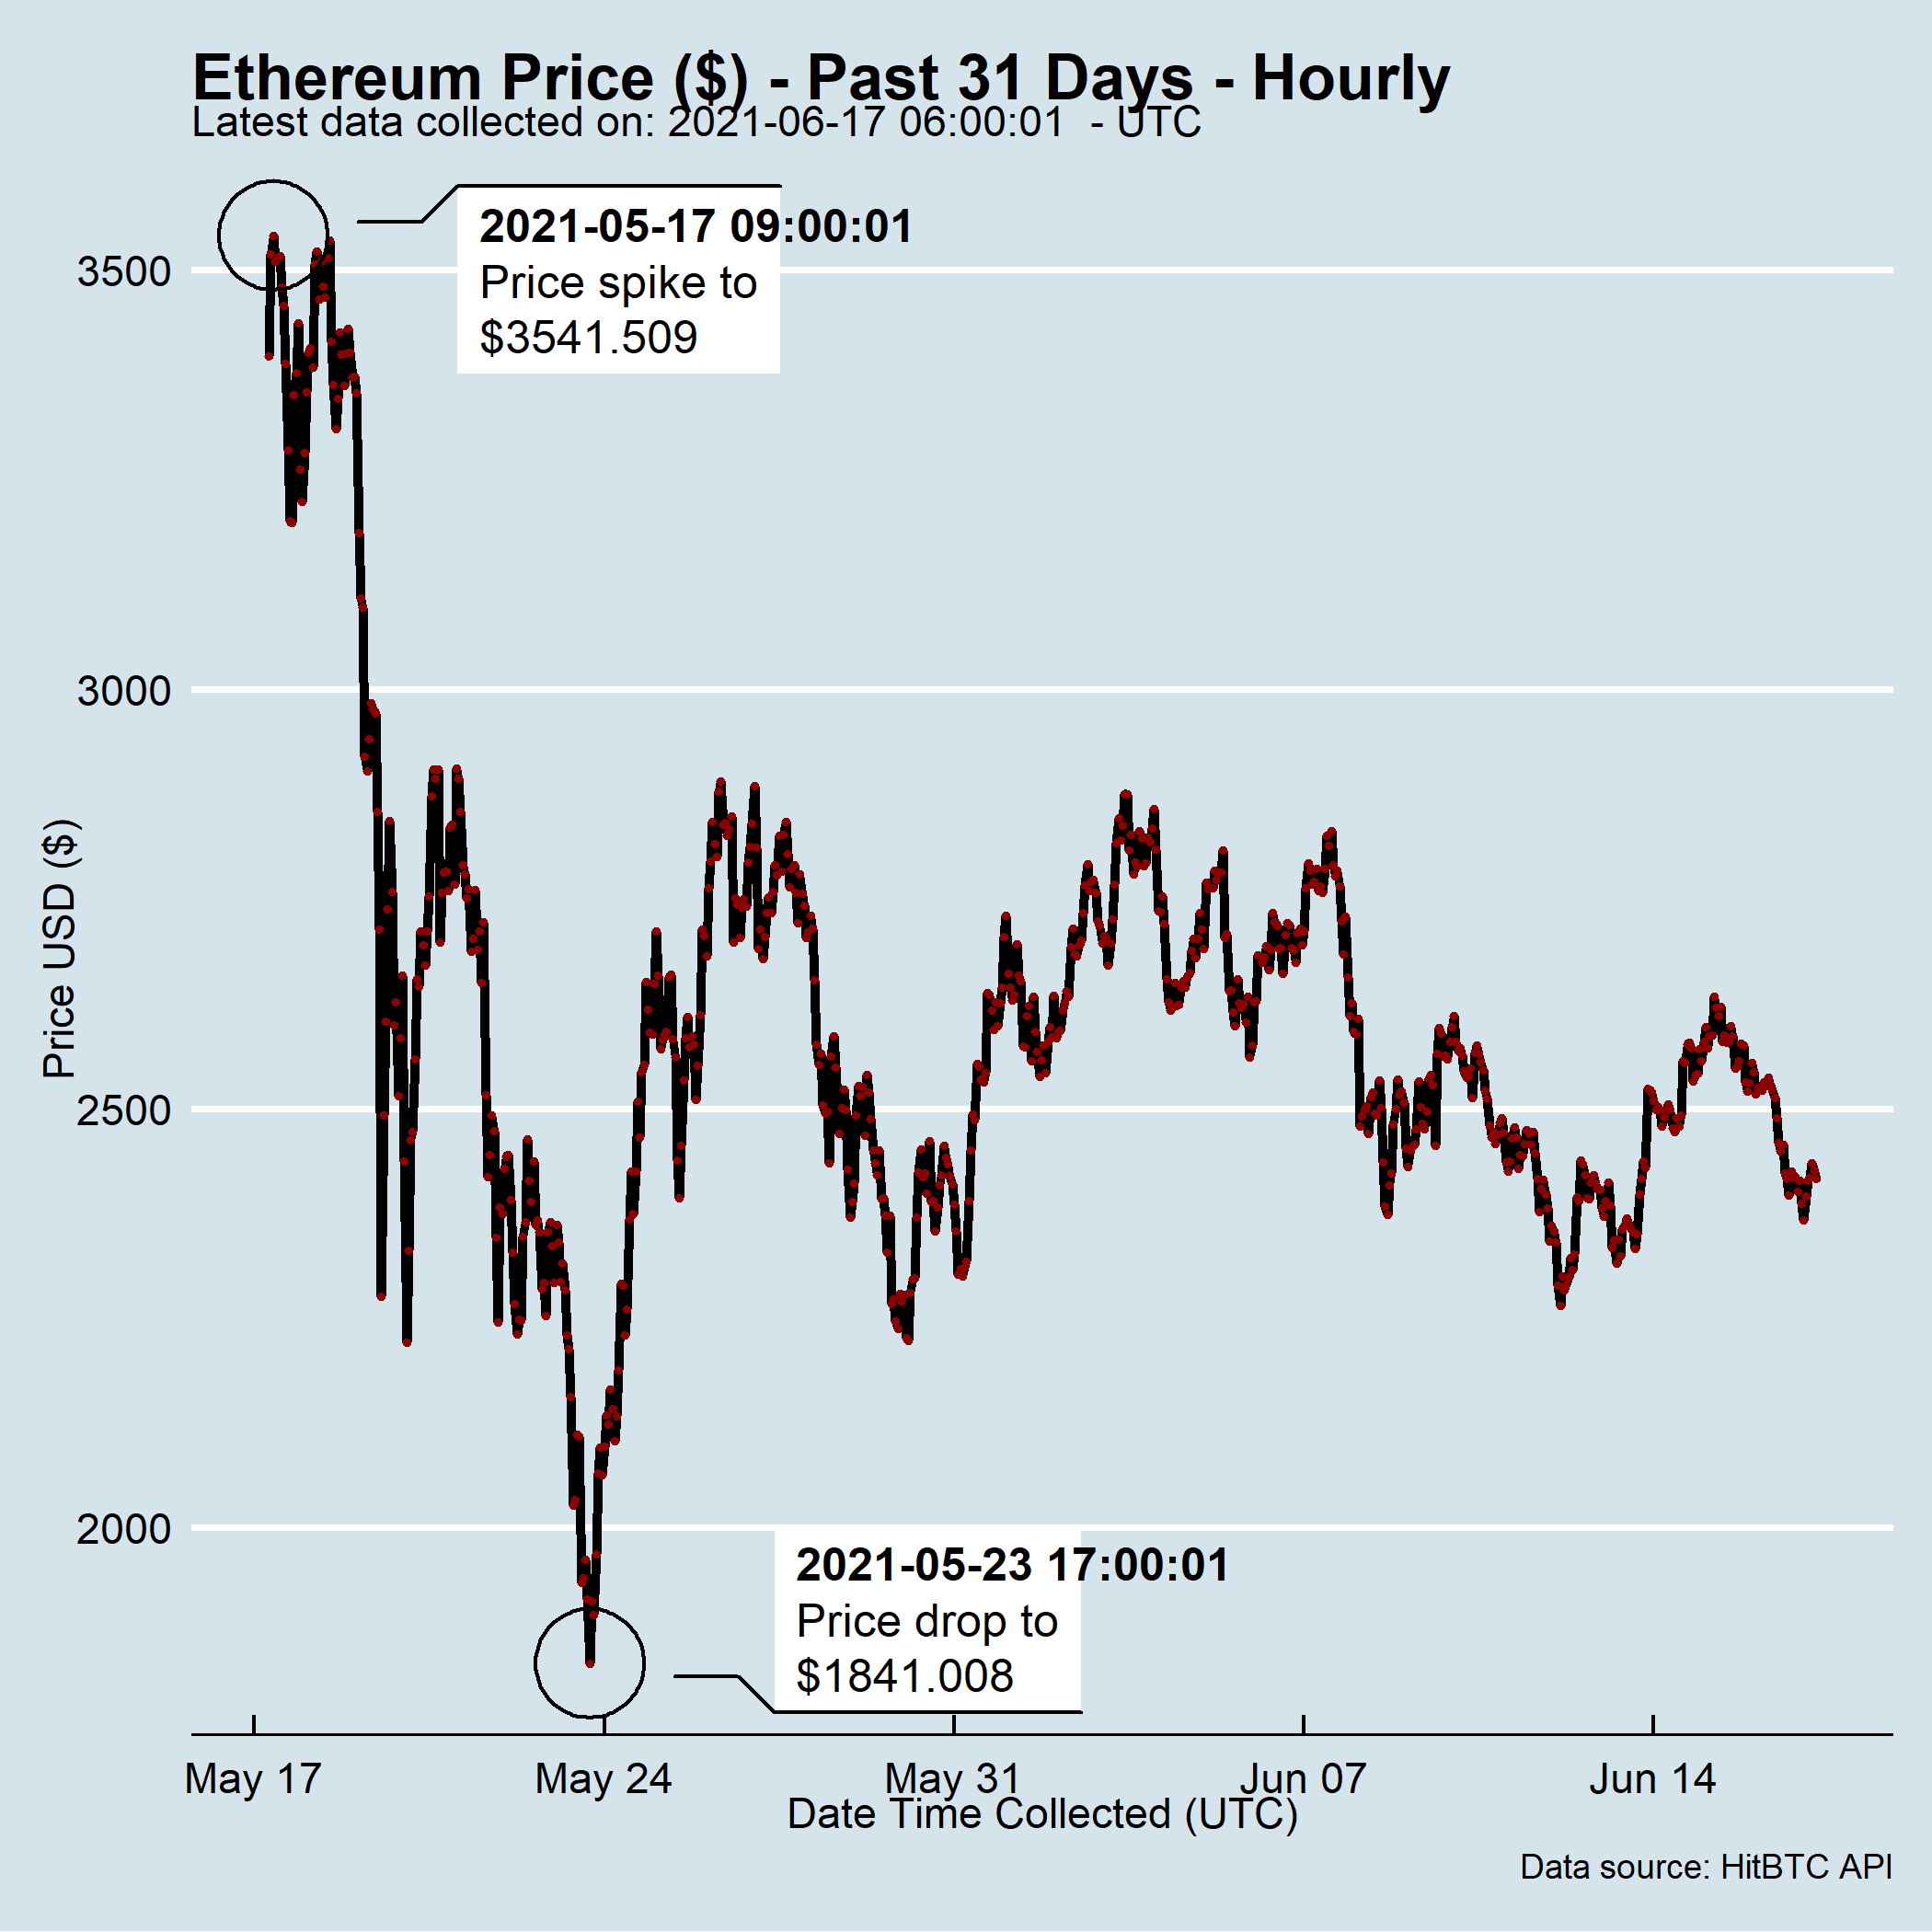 Ethereum Price ($) - Past 31 Days - Hourly
Latest data collected on: 2021-06-17 06:00:01  - UTC
2021-05-17 09:00:01
Price spike to
$3541.509
3500
3000
Price USD ($)
2500
2000
2021-05-23 17:00:01
Price drop to
$1841.008
May 17
May 24
May 31
Jun 07
Jun 14
Date Time Collected (UTC)
Data source: HitBTC API